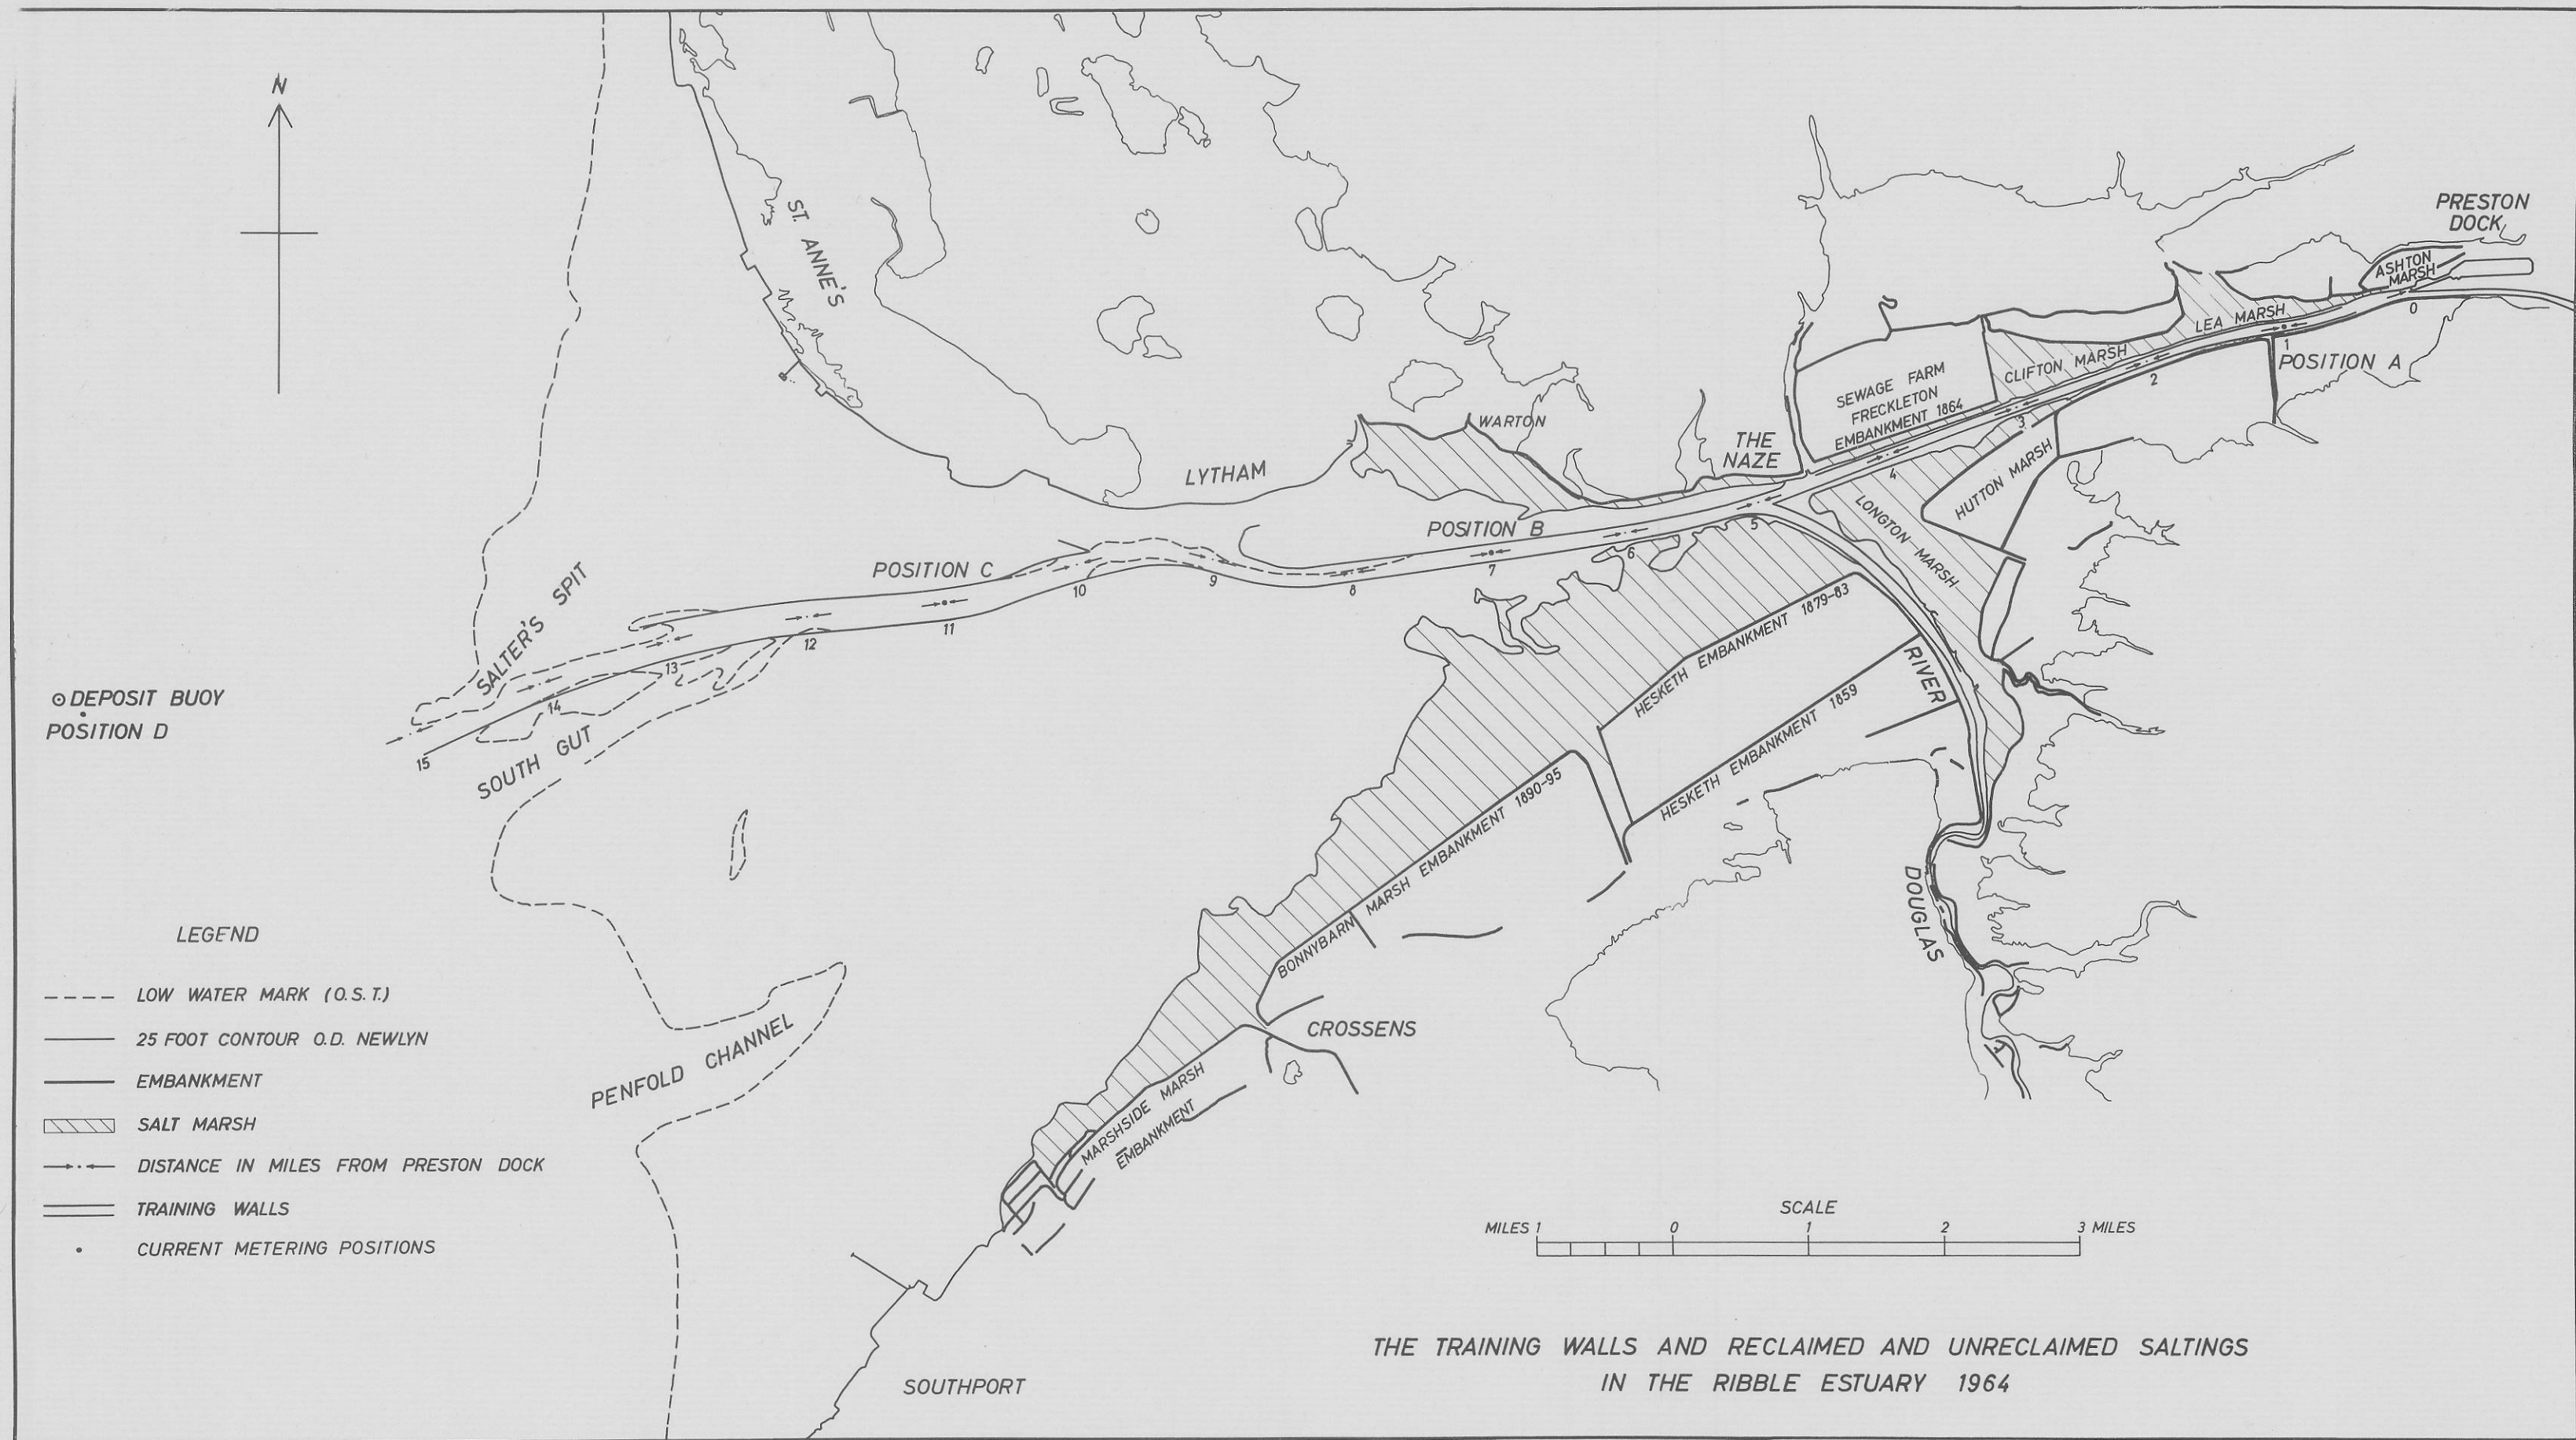 N
PRESTON
DOCK
ST. ANNE'S
ASHTON
MARSH
0
LEA MARSH
1
POSITION A
CLIFTON MARSH
2
SEWAGE FARM
FRECKLETON
EMBANKMENT 1864
3
WARTON
THE
NAZE
LYTHAM
4
HUTTON MARSH
LONGTON MARSH
POSITION B
5
6
7
8
9
POSITION C
10
11
12
13
14
15
SALTER'S SPIT
DEPOSIT BUOY
POSITION D
SOUTH GUT
HESKETH EMBANKMENT 1879-83
RIVER
HESKETH EMBANKMENT 1859
BONNYBARN MARSH EMBANKMENT 1890-95
DOUGLAS
CROSSENS
PENFOLD CHANNEL
MARSHSIDE MARSH
EMBANKMENT
SOUTHPORT
LEGEND
LOW WATER MARK (O.S.T.)
25 FOOT CONTOUR O.D. NEWLYN
EMBANKMENT
SALT MARSH
DISTANCE IN MILES FROM PRESTON DOCK
TRAINING WALLS
CURRENT METERING POSITIONS
SCALE
MILES 1 0 1 2 3 MILES
THE TRAINING WALLS AND RECLAIMED AND UNRECLAIMED SALTINGS
IN THE RIBBLE ESTUARY 1964